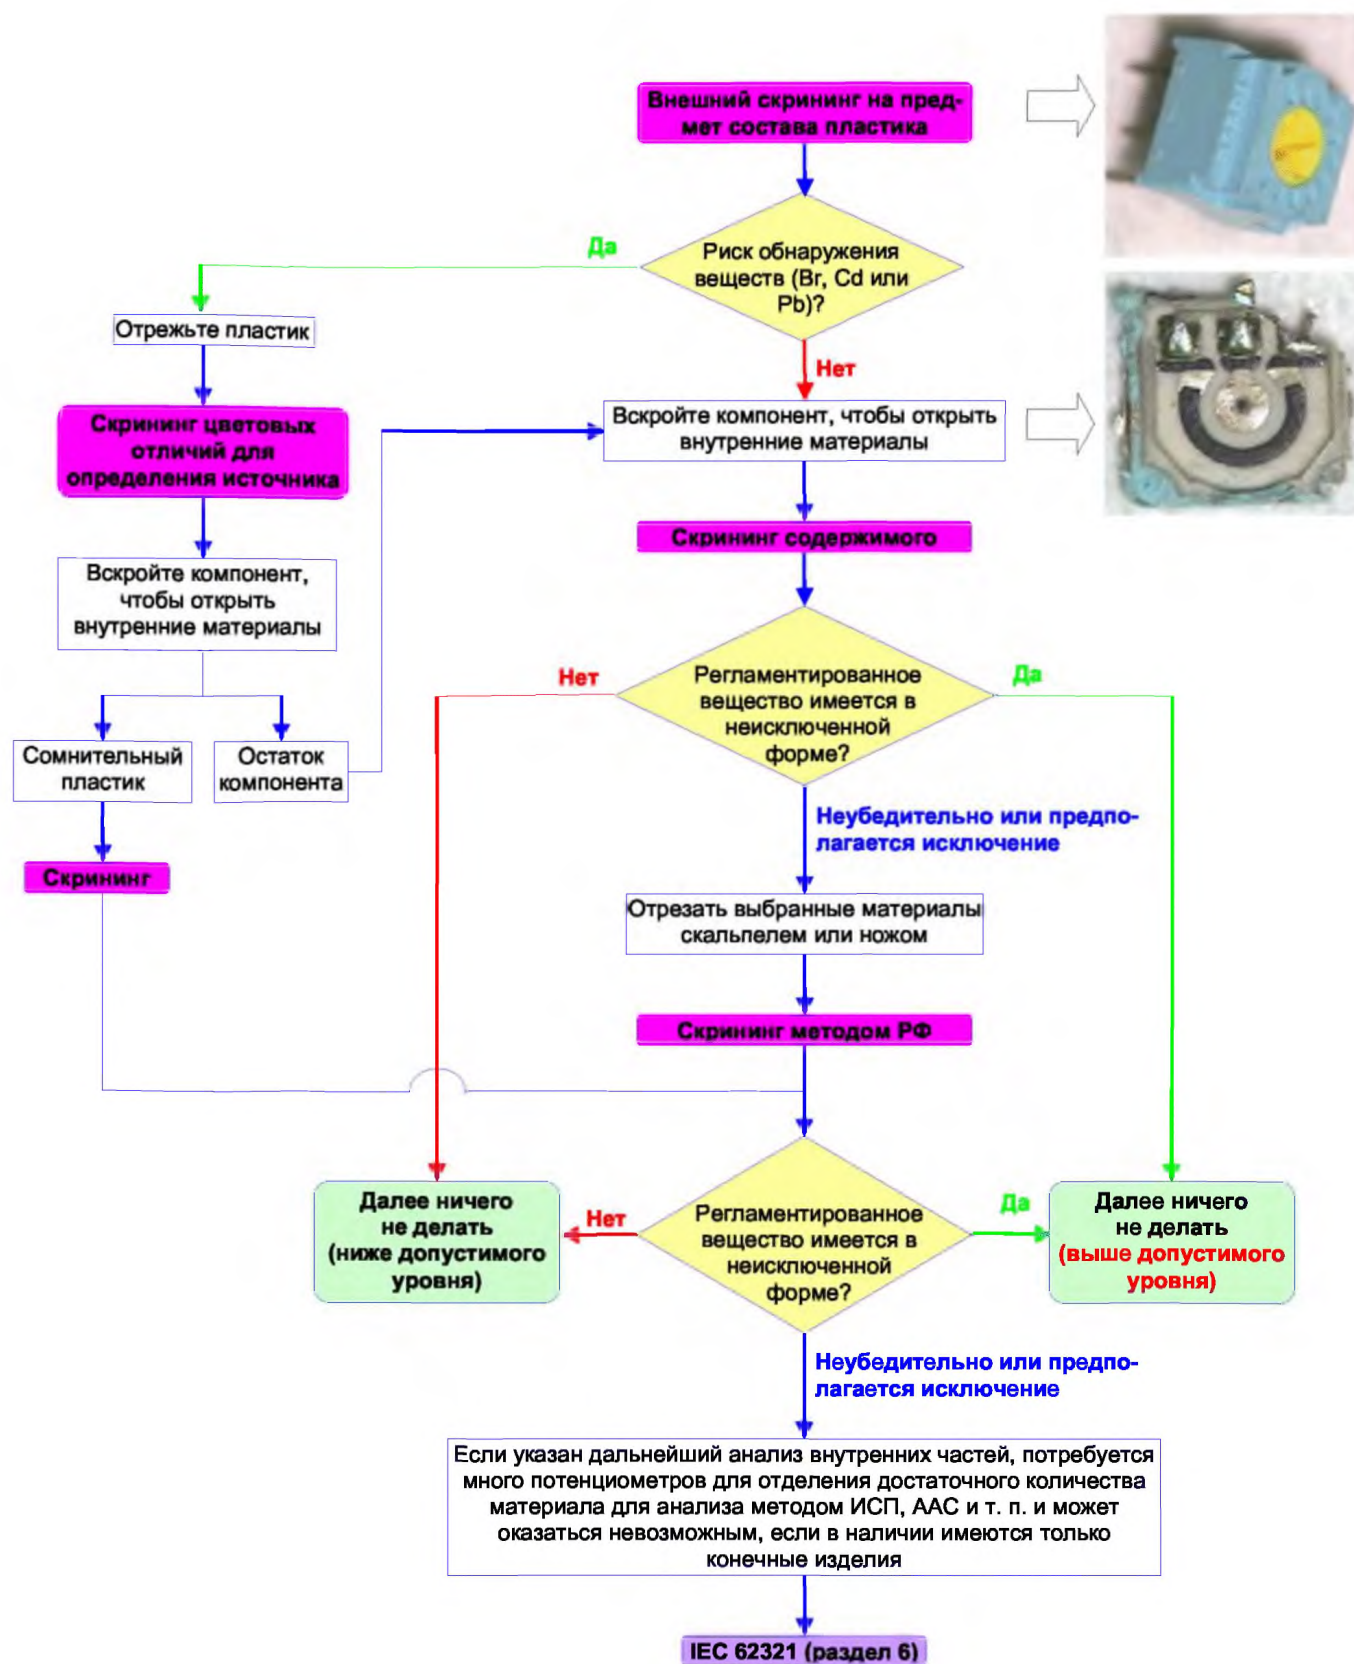 Внешний скрининг на пред-
мет состава пластика
Да
Риск обнаружения
веществ (Br, Cd или
Pb)?
Отрежьте пластик
Нет
Скрининг цветовых
отличий для
определения источника
Вскройте компонент, чтобы открыть
внутренние материалы
Скрининг содержимого
Вскройте компонент,
чтобы открыть
внутренние материалы
Нет
Регламентированное
вещество имеется в
неисключенной
форме?
Да
Сомнительный
пластик
Остаток
компонента
Неубедительно или предпо-
лагается исключение
Скрининг
Отрезать выбранные материалы
скальпелем или ножом
Скрининг методом РФ
Далее ничего
не делать
(ниже допустимого
уровня)
Нет
Регламентированное
вещество имеется в
неисключенной
форме?
Да
Далее ничего
не делать
(выше допустимого
уровня)
Неубедительно или предпо-
лагается исключение
Если указан дальнейший анализ внутренних частей, потребуется
много потенциометров для отделения достаточного количества
материала для анализа методом ИСП, ААС и т. п. и может
оказаться невозможным, если в наличии имеются только
конечные изделия
IEC 62321 (раздел 6)